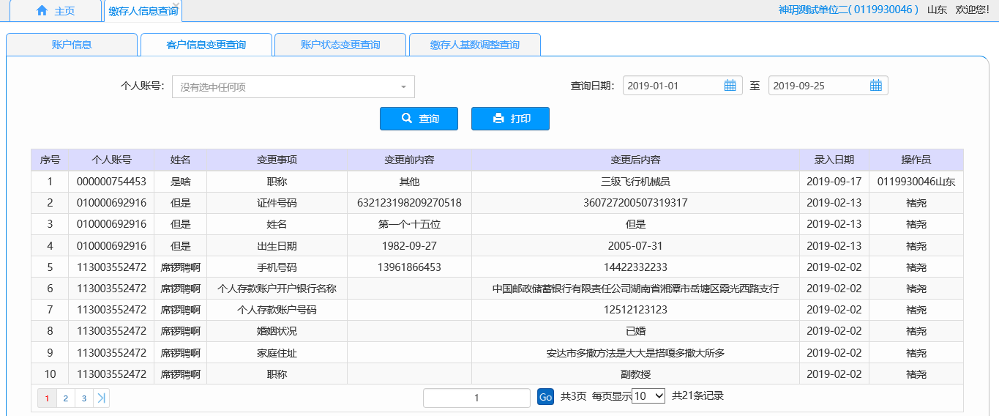 主页 缴存人信息查询 神玥测试单位二( 0119930046 ) 山东 欢迎您!
账户信息 客户信息变更查询 账户状态变更查询 缴存人基数调整查询
个人账号: 没有选中任何项 查询日期: 2019-01-01 至 2019-09-25
查询 打印
序号 个人账号 姓名 变更事项 变更前内容 变更后内容 录入日期 操作员
1 000000754453 是啥 职称 其他 三级飞行机械员 2019-09-17 0119930046山东
2 010000692916 但是 证件号码 632123198209270518 360727200507319317 2019-02-13 褚尧
3 010000692916 但是 姓名 第一个十五位 但是 2019-02-13 褚尧
4 010000692916 但是 出生日期 1982-09-27 2005-07-31 2019-02-13 褚尧
5 113003552472 席锣聘啊 手机号码 13961866453 14422332233 2019-02-02 褚尧
6 113003552472 席锣聘啊 个人存款账户开户银行名称 中国邮政储蓄银行有限责任公司湖南省湘潭市岳塘区霞光西路支行 2019-02-02 褚尧
7 113003552472 席锣聘啊 个人存款账户号码 12512123123 2019-02-02 褚尧
8 113003552472 席锣聘啊 婚姻状况 已婚 2019-02-02 褚尧
9 113003552472 席锣聘啊 家庭住址 安达市多撒方法是大大是搭嘎多撒大所多 2019-02-02 褚尧
10 113003552472 席锣聘啊 职称 副教授 2019-02-02 褚尧
1 2 3 1 Go 共3页 每页显示 10 共21条记录